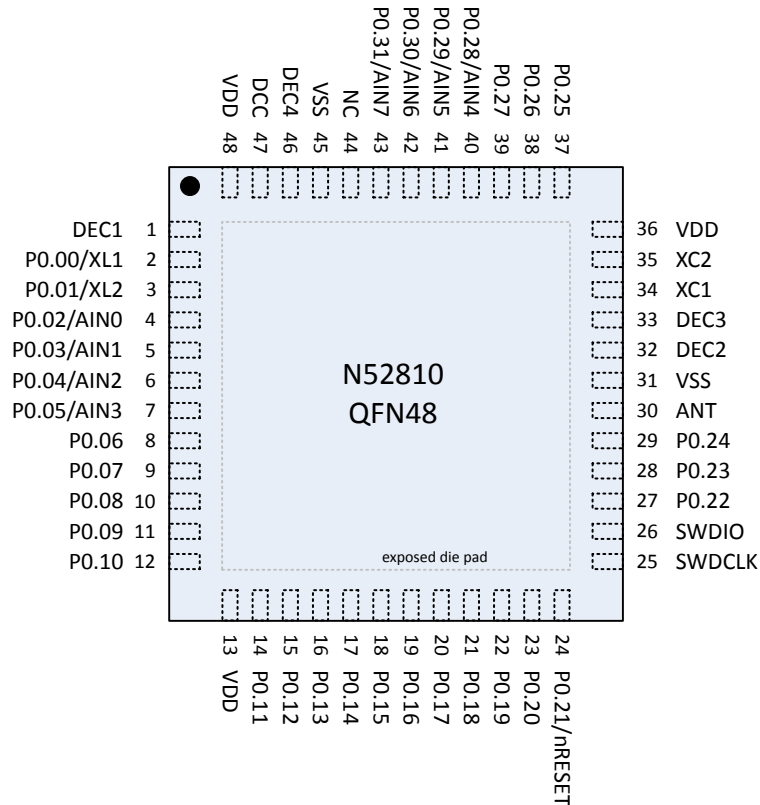 P0.25 37
P0.26 38
P0.27 39
P0.28/AIN4 40
P0.29/AIN5 41
P0.30/AIN6 42
P0.31/AIN7 43
NC 44
VSS 45
DEC4 46
DCC 47
VDD 48
DEC1 1
P0.00/XL1 2
P0.01/XL2 3
P0.02/AIN0 4
P0.03/AIN1 5
P0.04/AIN2 6
P0.05/AIN3 7
P0.06 8
P0.07 9
P0.08 10
P0.09 11
P0.10 12
N52810
QFN48
exposed die pad
36 VDD
35 XC2
34 XC1
33 DEC3
32 DEC2
31 VSS
30 ANT
29 P0.24
28 P0.23
27 P0.22
26 SWDIO
25 SWDCLK
24 P0.21/nRESET
23 P0.20
22 P0.19
21 P0.18
20 P0.17
19 P0.16
18 P0.15
17 P0.14
16 P0.13
15 P0.12
14 P0.11
13 VDD